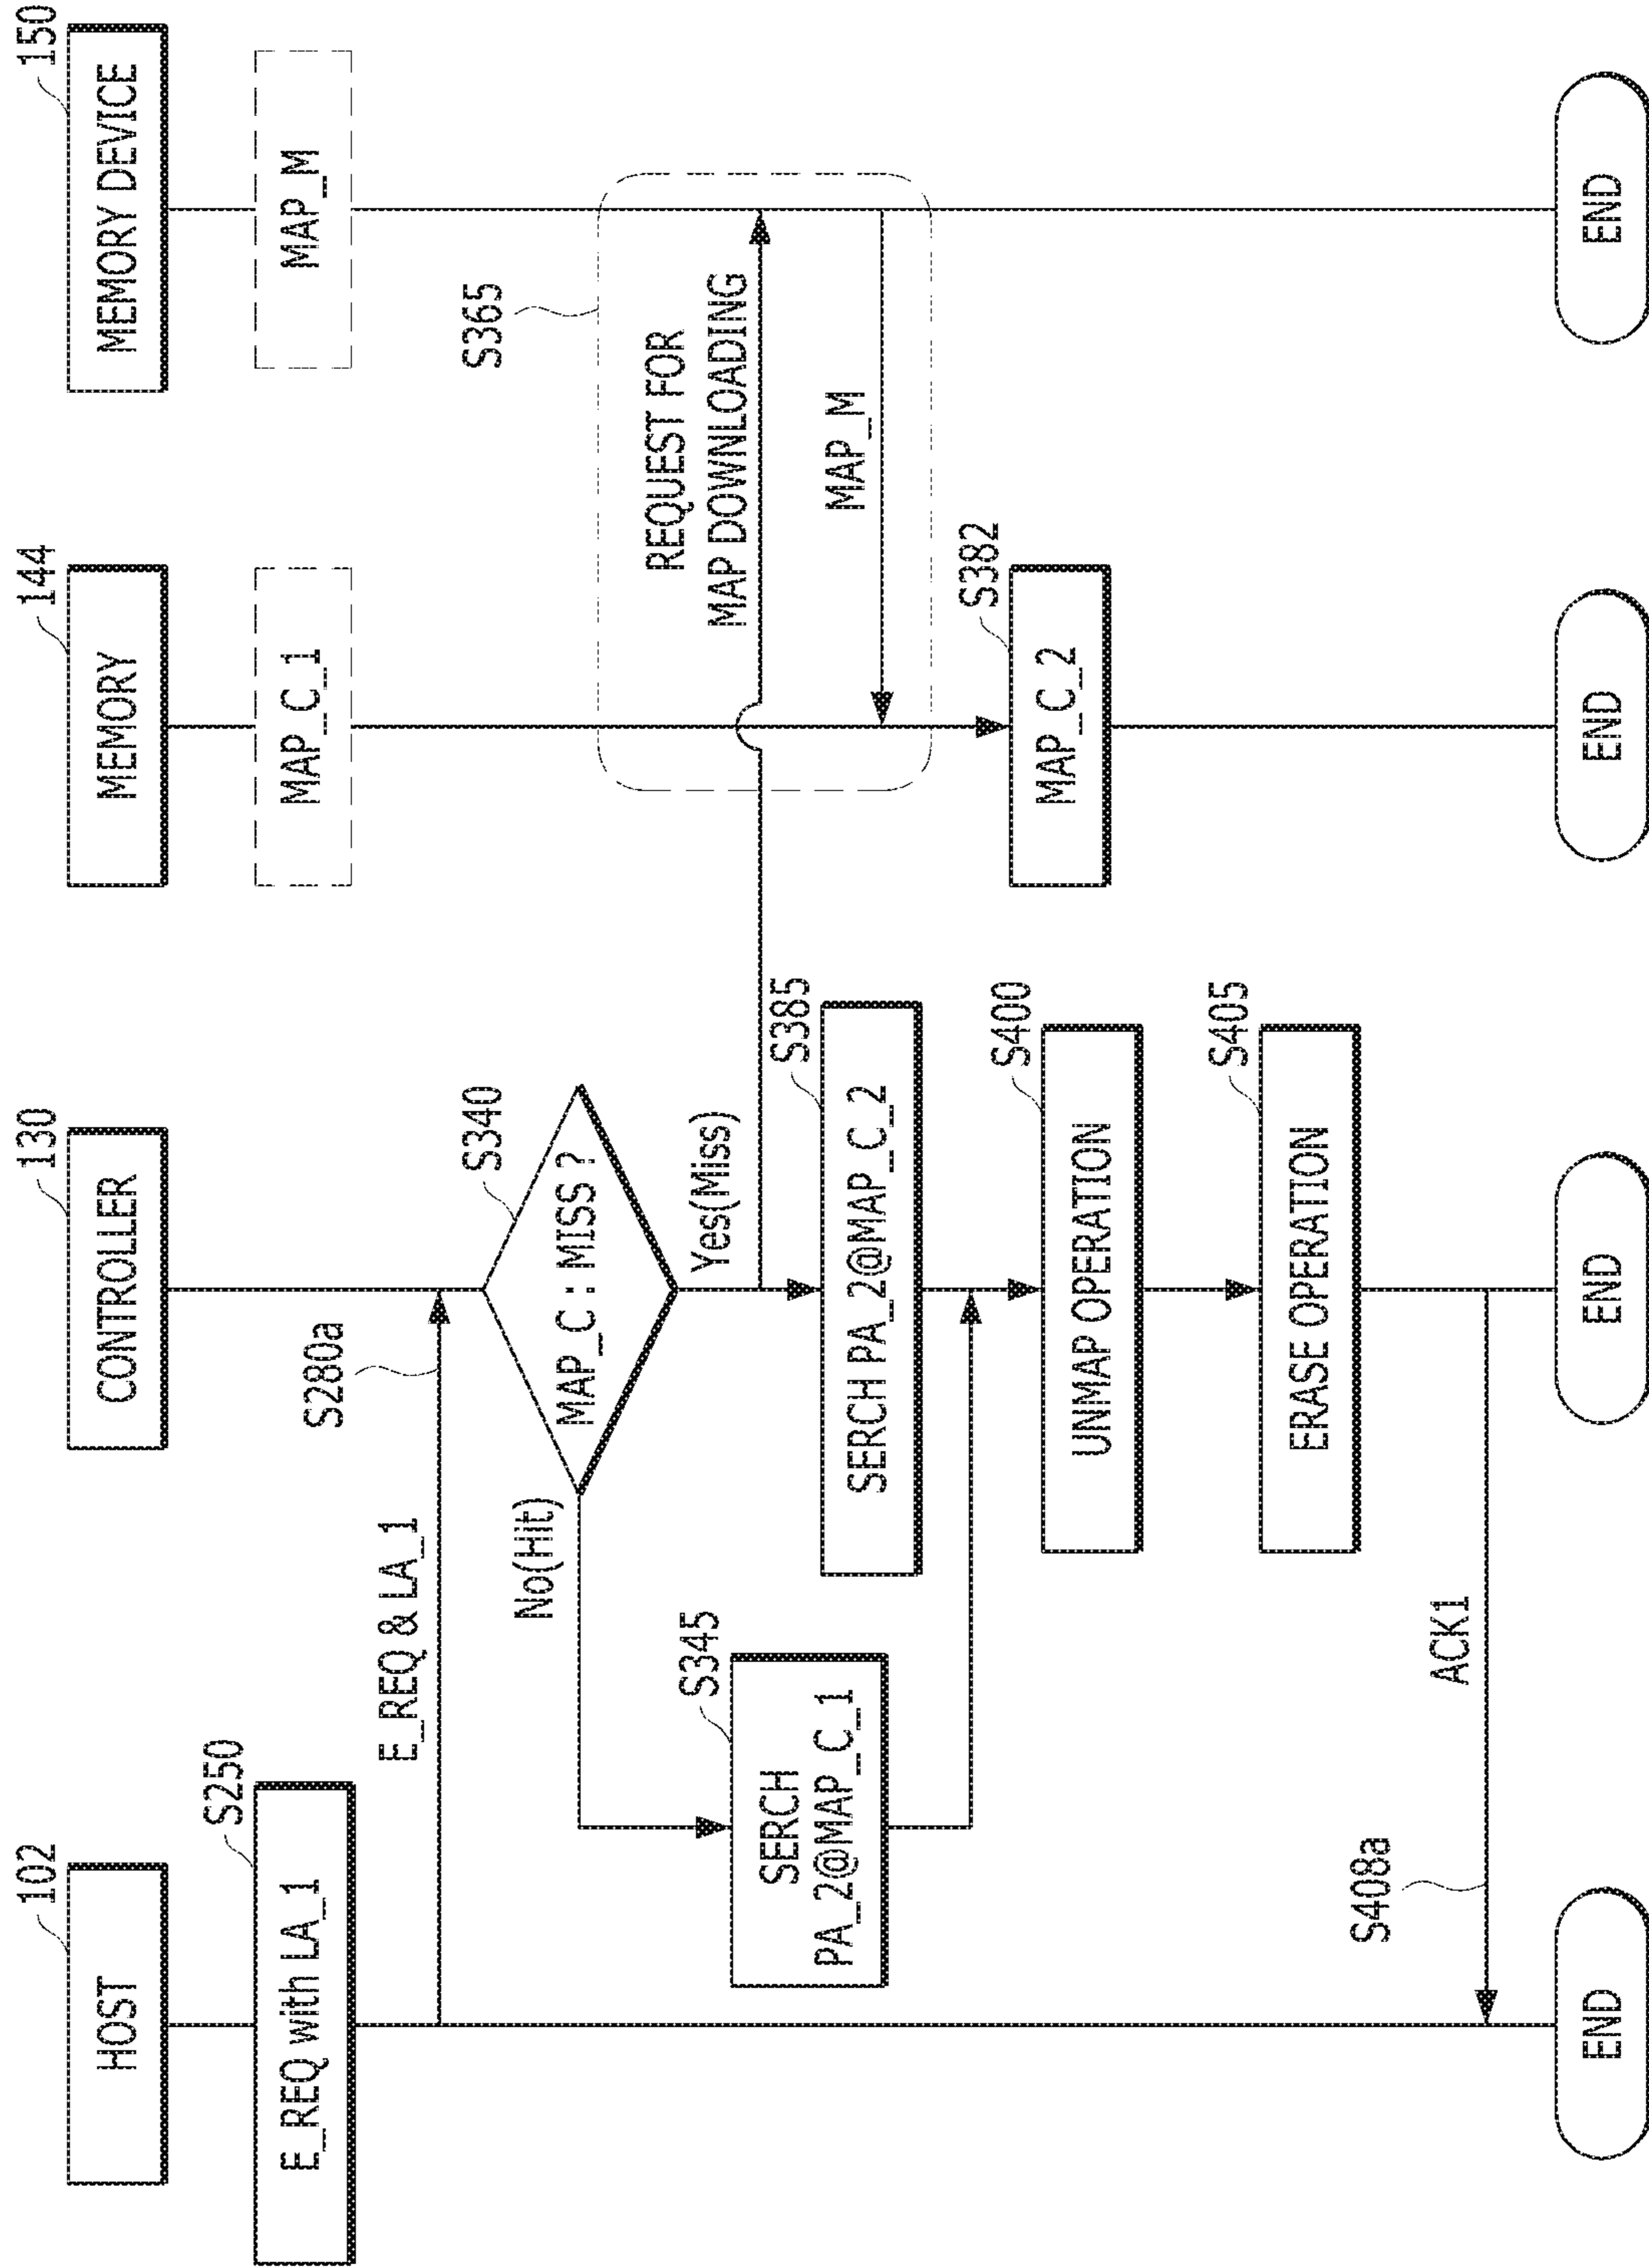 102
HOST
130
CONTROLLER
144
MEMORY
150
MEMORY DEVICE
S250
E_REQ with LA_1
MAP_C_1
MAP_M
S280a
E_REQ & LA_1
S340
MAP_C : MISS ?
No(Hit)
Yes(Miss)
S365
REQUEST FOR
MAP DOWNLOADING
MAP_M
S345
SERCH
PA_2@MAP_C_1
S385
SERCH PA_2@MAP_C_2
S382
MAP_C_2
S400
UNMAP OPERATION
S405
ERASE OPERATION
S408a
ACK1
END
END
END
END